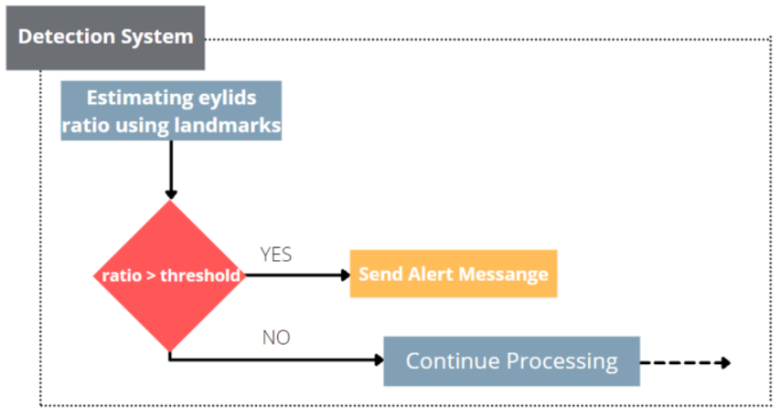 Detection System
Estimating eylids
ratio using landmarks
ratio > threshold
YES
Send Alert Messange
NO
Continue Processing